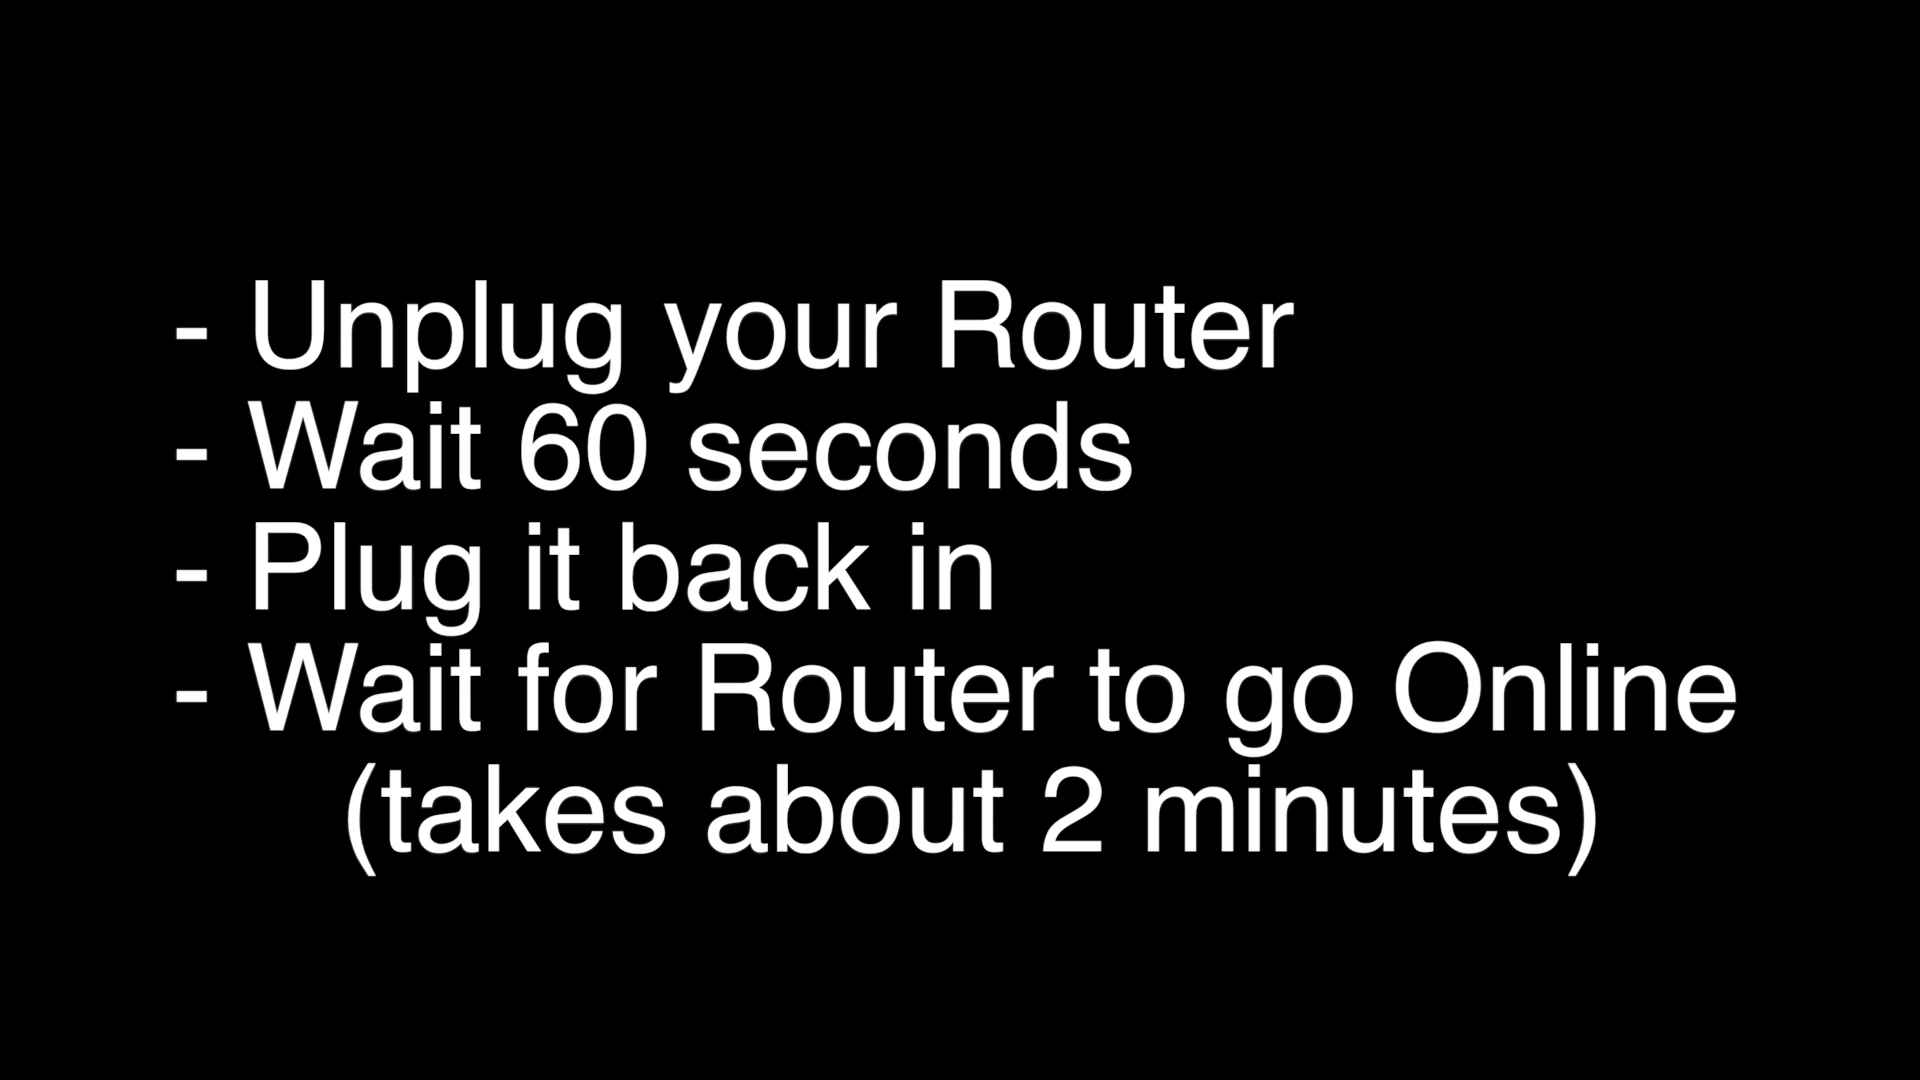 - Unplug your Router
- Wait 60 seconds
- Plug it back in
- Wait for Router to go Online
(takes about 2 minutes)